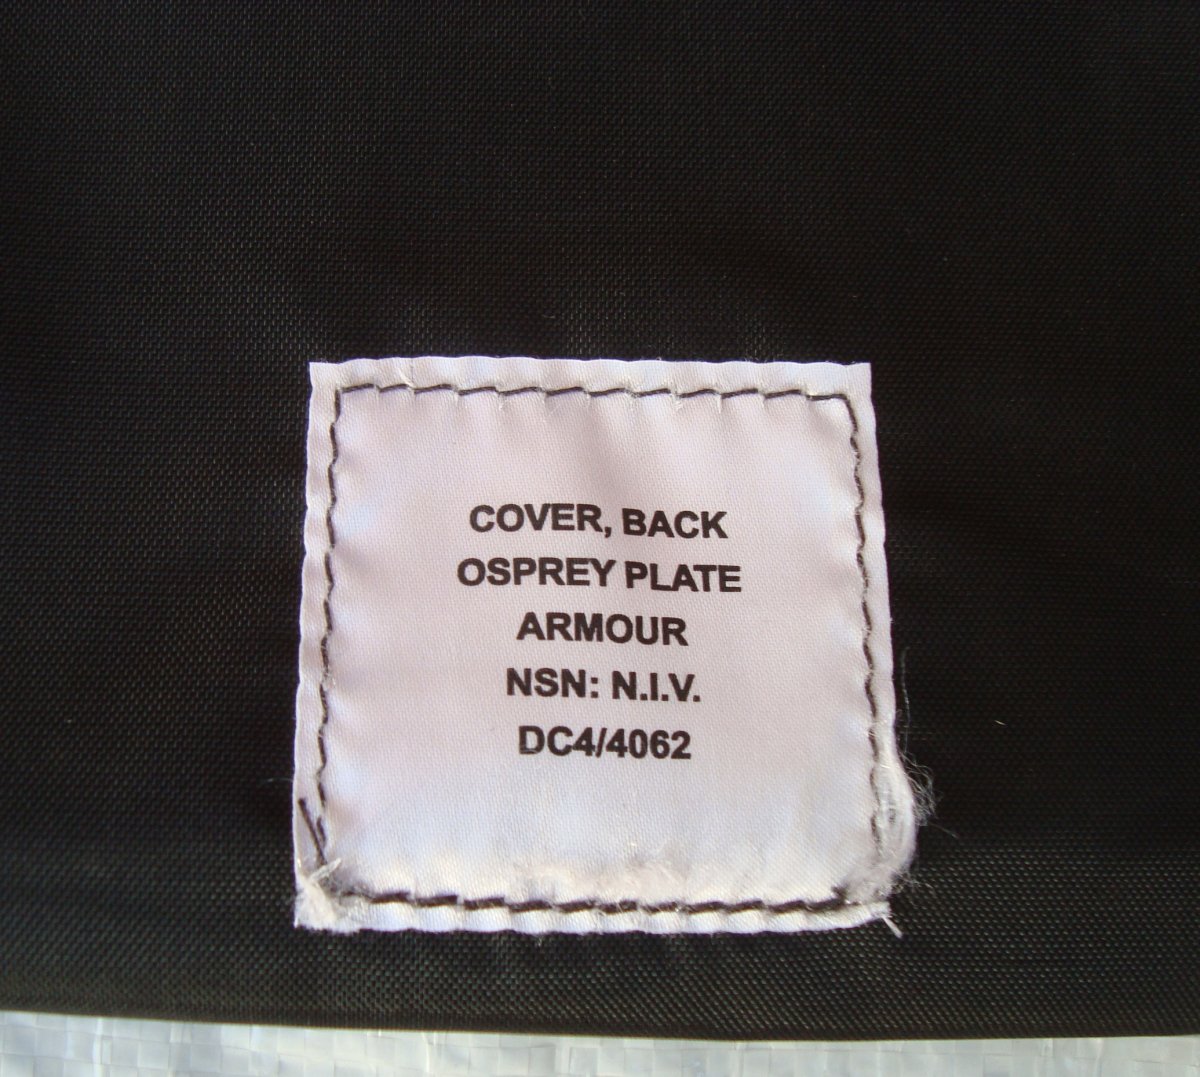 COVER, BACK
OSPREY PLATE
ARMOUR
NSN: N.I.V.
DC4/4062